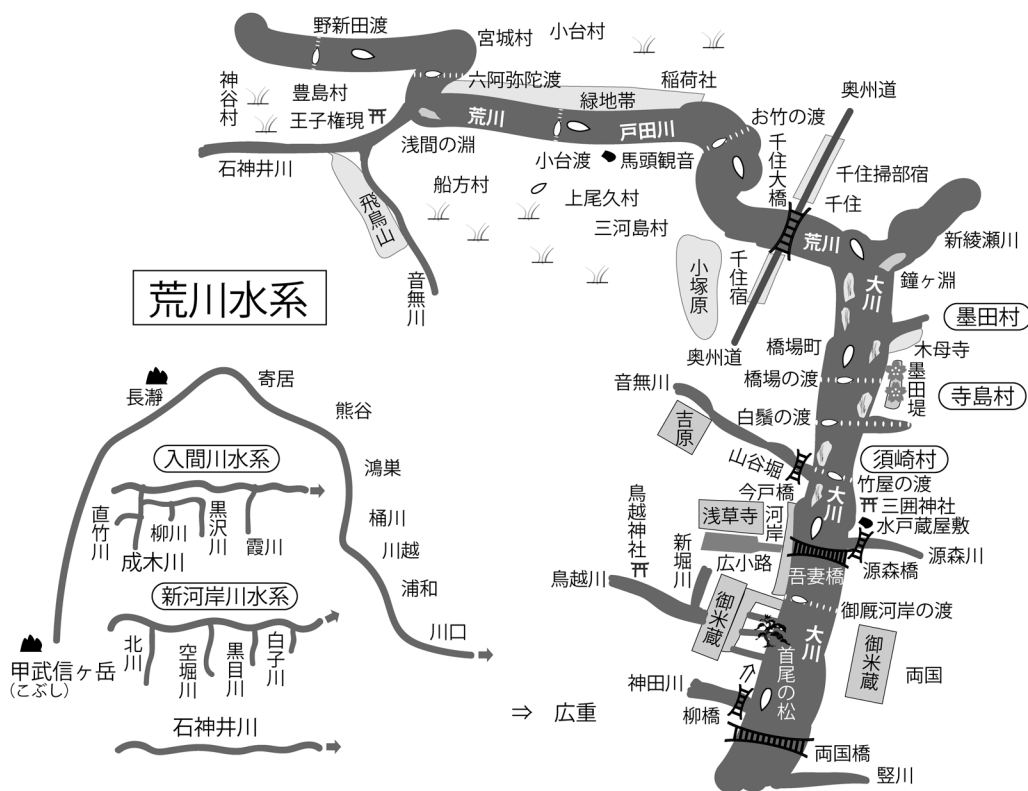 野新田渡
宮城村
小台村
神谷村
豊島村
王子権現
六阿弥陀渡
稲荷社
緑地帯
荒川
戸田川
お竹の渡
奥州道
石神井川
浅間の淵
小台渡
馬頭観音
千住大橋
千住掃部宿
飛鳥山
船方村
上尾久村
三河島村
千住
荒川
新綾瀬川
音無川
小塚原
千住宿
大川
鐘ヶ淵
荒川水系
奥州道
橋場町
墨田村
木母寺
長瀞
寄居
熊谷
音無川
橋場の渡
墨田堤
寺島村
吉原
白鬚の渡
入間川水系
鴻巣
山谷堀
須崎村
直竹川
柳川
黒沢川
霞川
成木川
桶川
川越
今戸橋
竹屋の渡
大川
三囲神社
水戸蔵屋敷
鳥越神社
浅草寺
河岸
新堀川
広小路
吾妻橋
源森橋
源森川
新河岸川水系
浦和
鳥越川
御米蔵
御厩河岸の渡
北川
空堀川
黒目川
白子川
川口
大川
御米蔵
両国
甲武信ヶ岳
(こぶし)
首尾の松
神田川
柳橋
⇒ 広重
⇒
石神井川
両国橋
竪川